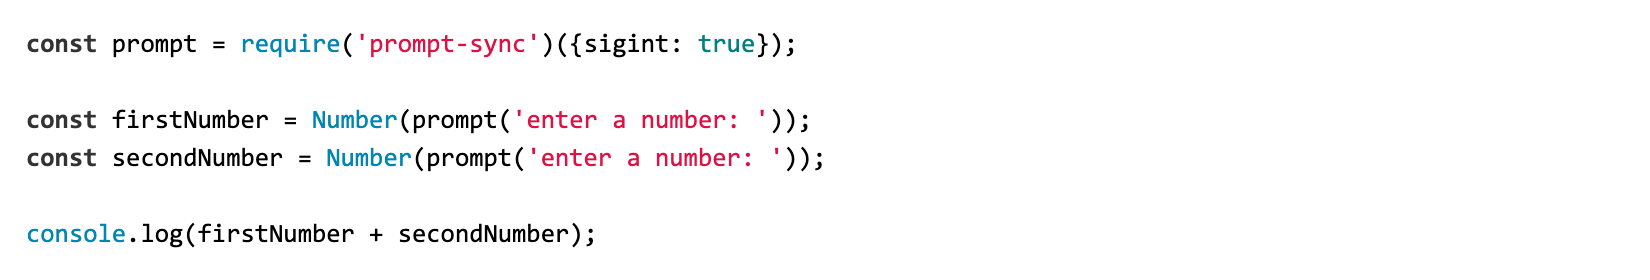 const prompt = require('prompt-sync')({sigint: true});
const firstNumber = Number(prompt('enter a number: '));
const secondNumber = Number(prompt('enter a number: '));
console.log(firstNumber + secondNumber);